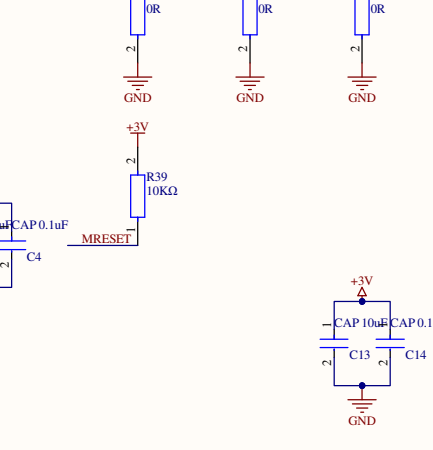 0R
0R
0R
2
2
2
GND
GND
GND
+3V
2
R39
10KΩ
1
MRESET
uF
CAP 0.1uF
C4
2
+3V
1
CAP 10uF
1
CAP 0.1
C13
C14
2
2
GND